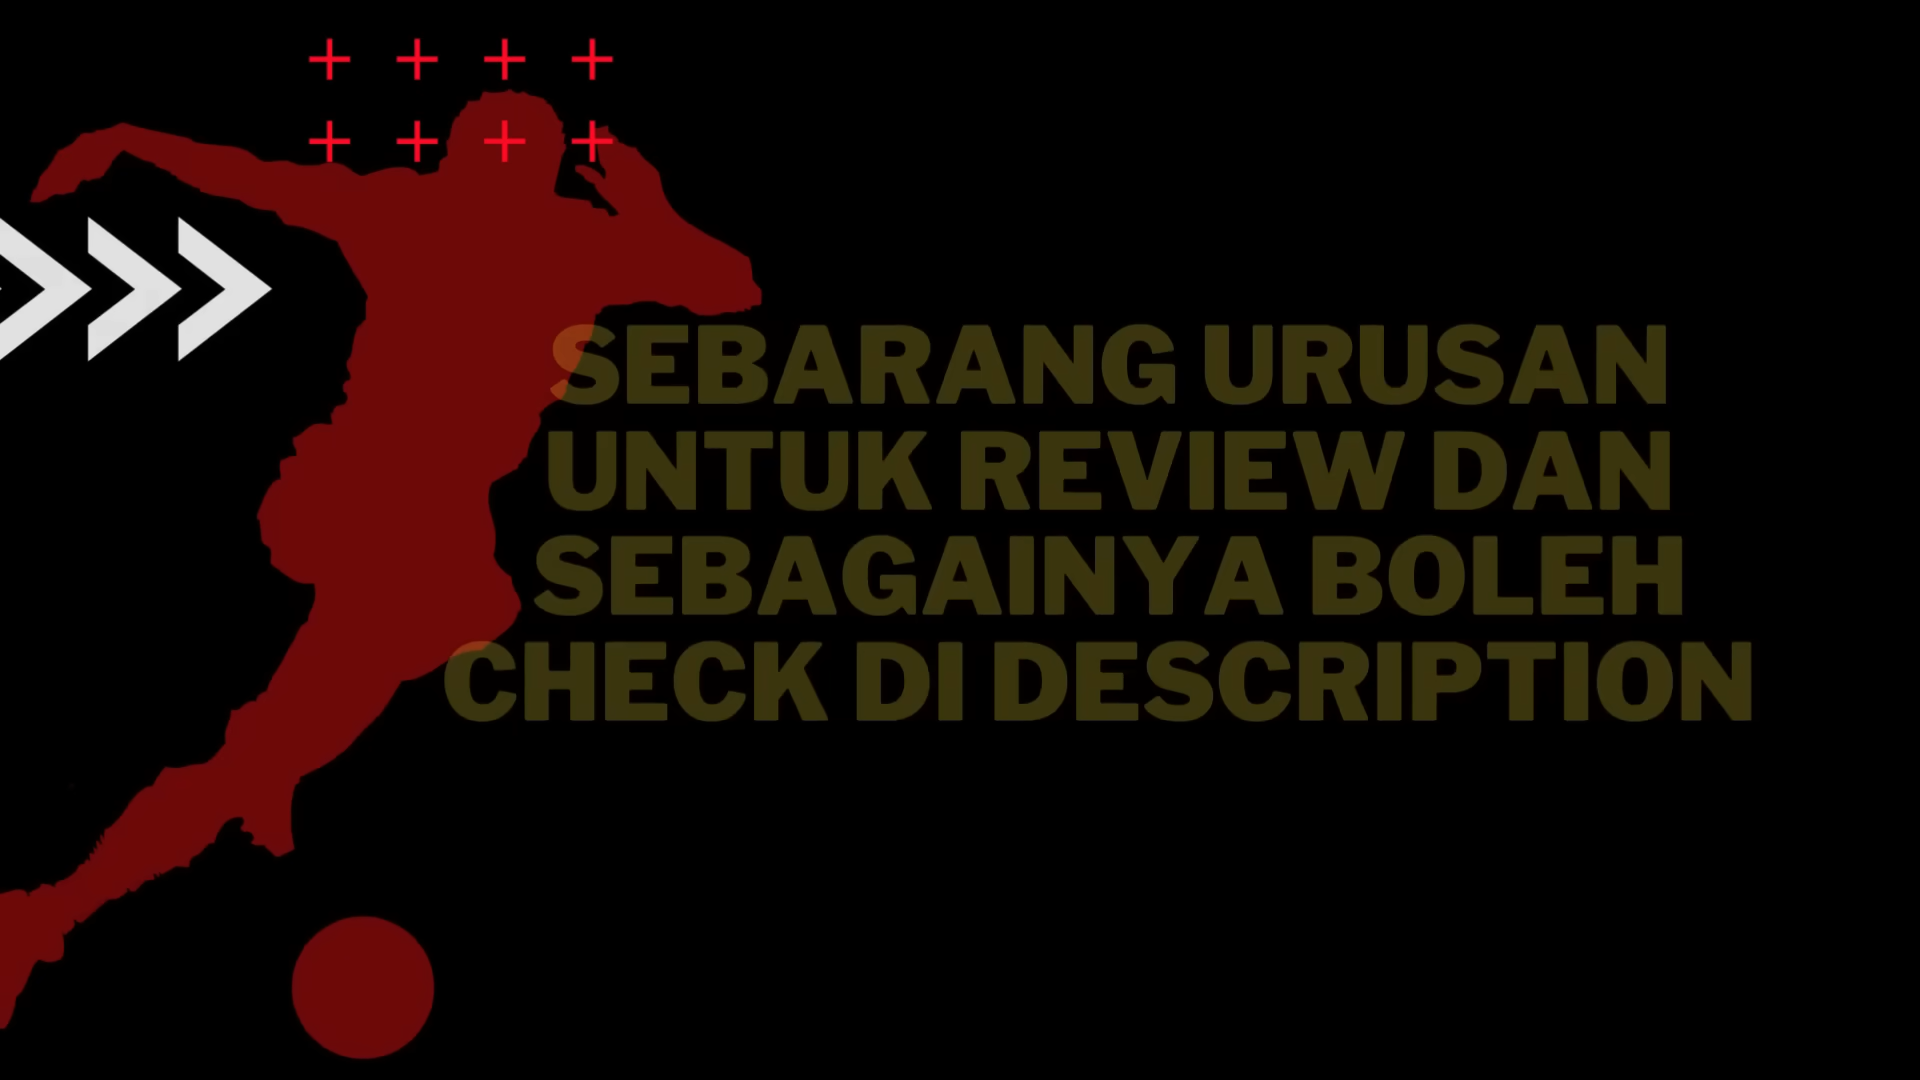 SEBARANG URUSAN
UNTUK REVIEW DAN
SEBAGAINYA BOLEH
CHECK DI DESCRIPTION